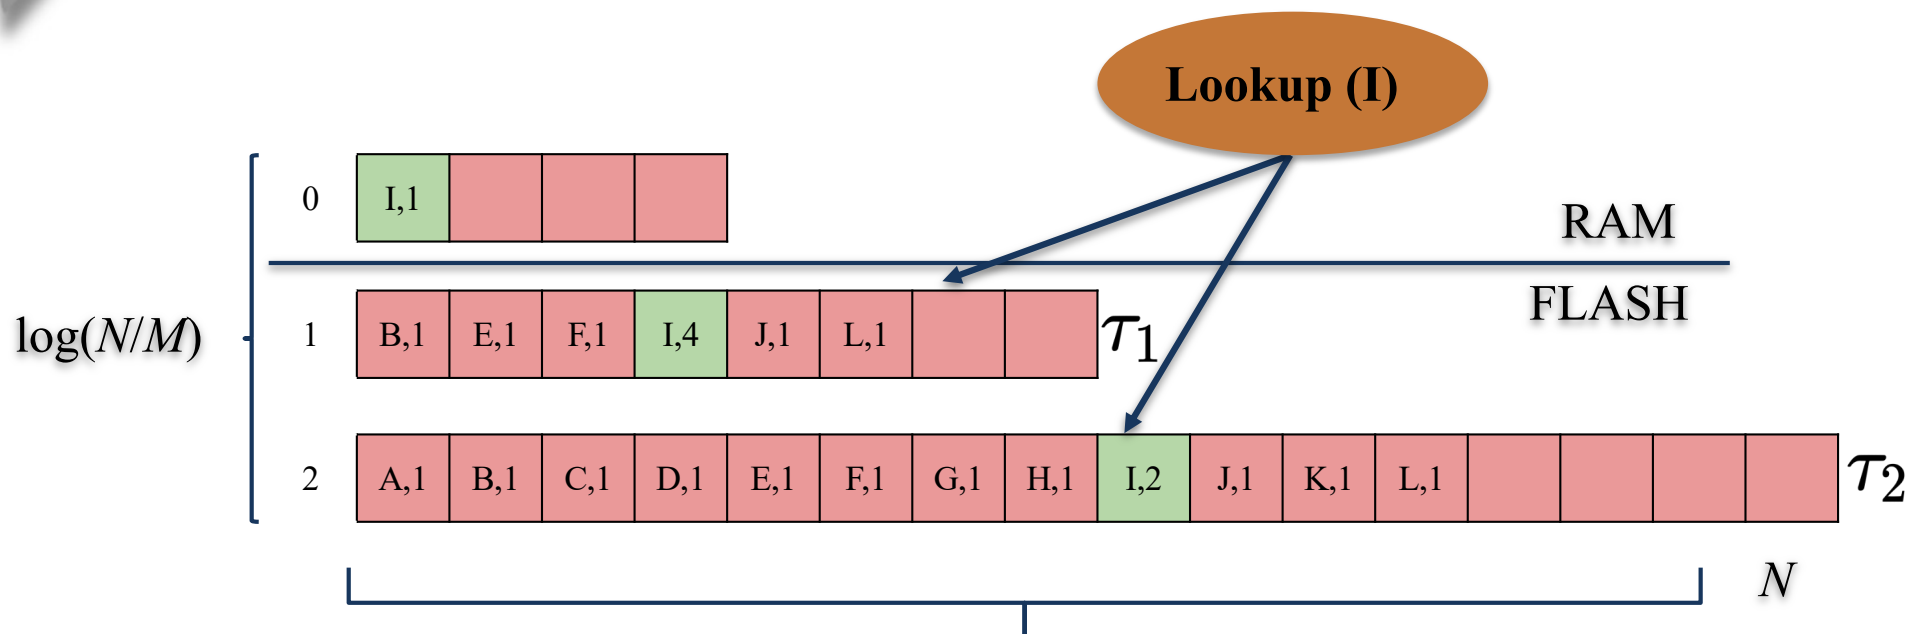 Lookup (I)
0 I,1
RAM
FLASH
log(N/M)
1 B,1 E,1 F,1 I,4 J,1 L,1 τ1
2 A,1 B,1 C,1 D,1 E,1 F,1 G,1 H,1 I,2 J,1 K,1 L,1 τ2
N